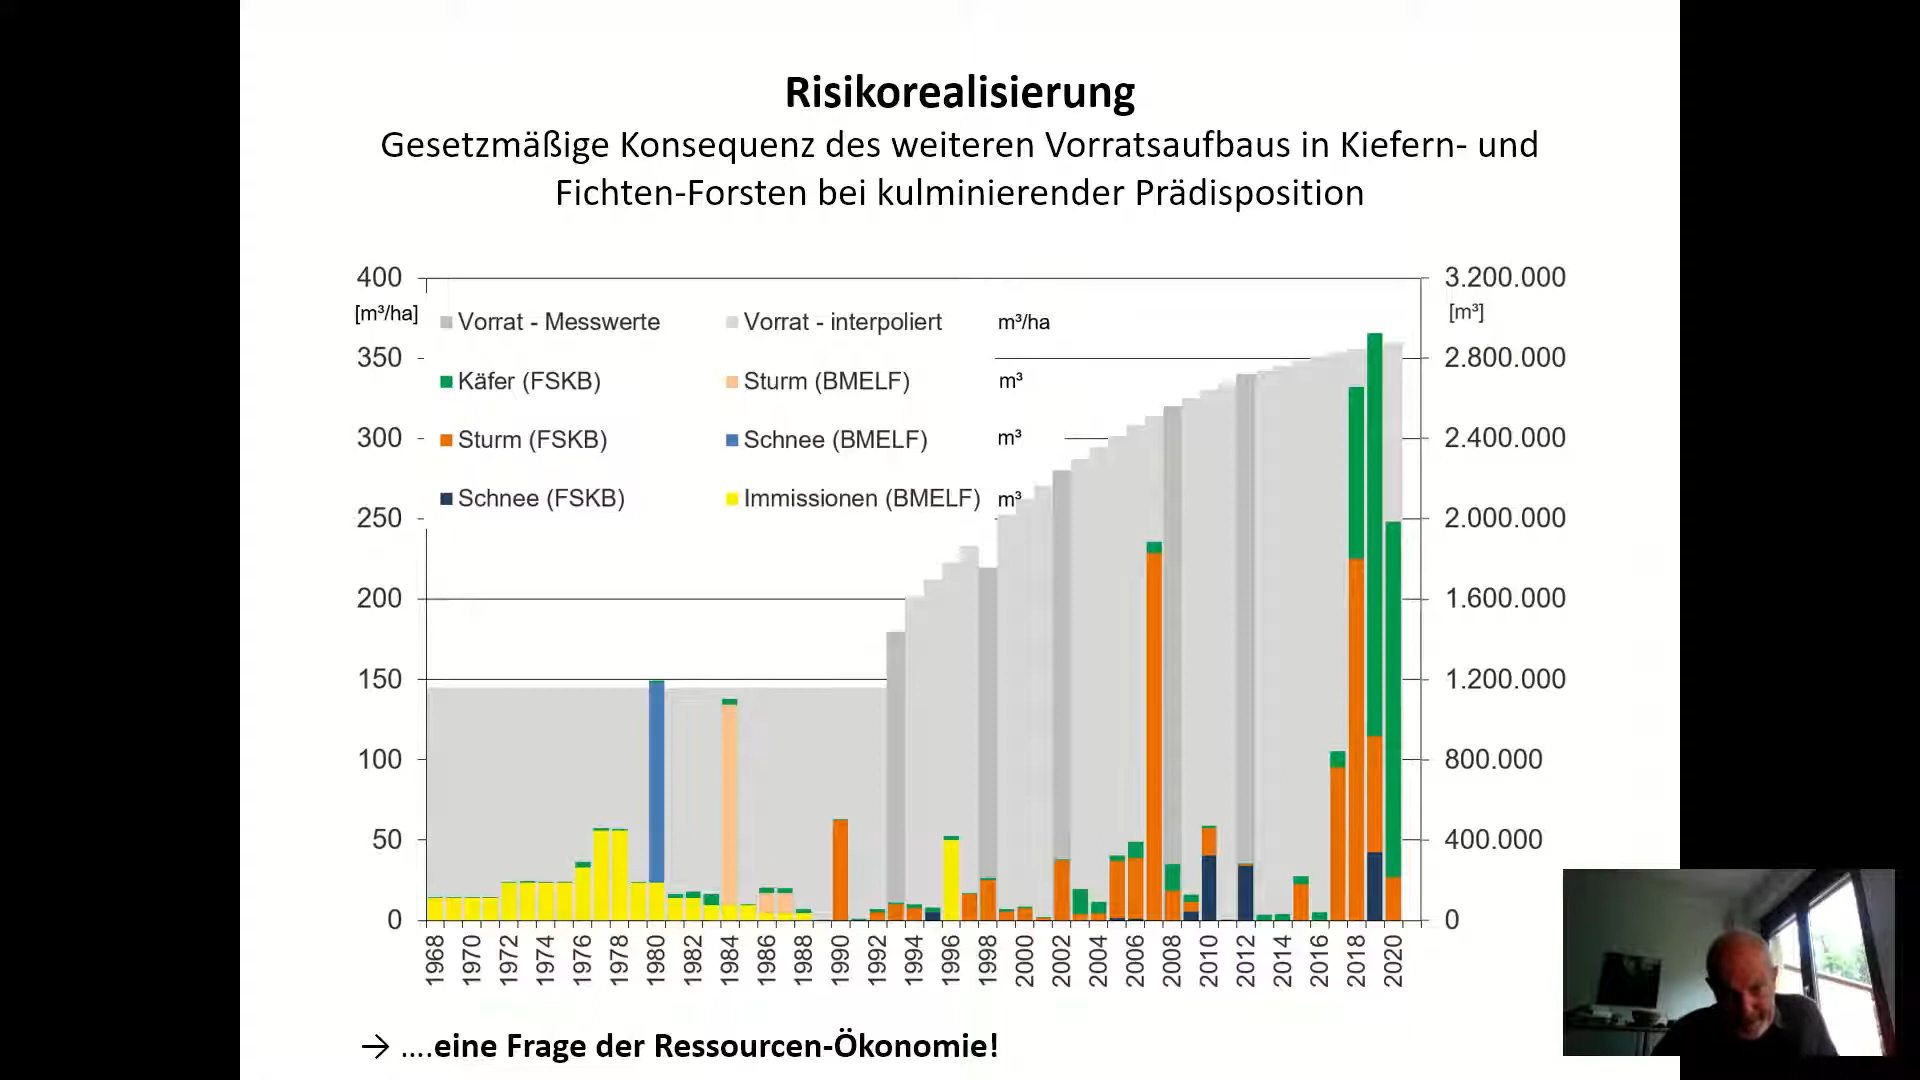 Risikorealisierung
Gesetzmäßige Konsequenz des weiteren Vorratsaufbaus in Kiefern- und
Fichten-Forsten bei kulminierender Prädisposition
400
3.200.000
[m³/ha]
[m³]
Vorrat - Messwerte
Vorrat - interpoliert
m³/ha
350
2.800.000
Käfer (FSKB)
Sturm (BMELF)
m³
300
2.400.000
Sturm (FSKB)
Schnee (BMELF)
m³
Schnee (FSKB)
Immissionen (BMELF)
m³
250
2.000.000
200
1.600.000
150
1.200.000
100
800.000
50
400.000
0
0
1968 1970 1972 1974 1976 1978 1980 1982 1984 1986 1988 1990 1992 1994 1996 1998 2000 2002 2004 2006 2008 2010 2012 2014 2016 2018 2020
→ ....eine Frage der Ressourcen-Ökonomie!